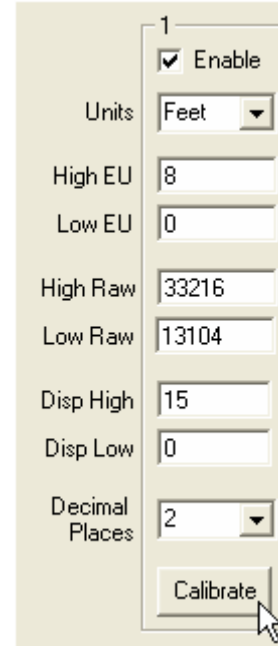 1
Enable
Units Feet
High EU 8
Low EU 0
High Raw 33216
Low Raw 13104
Disp High 15
Disp Low 0
Decimal
Places 2
Calibrate